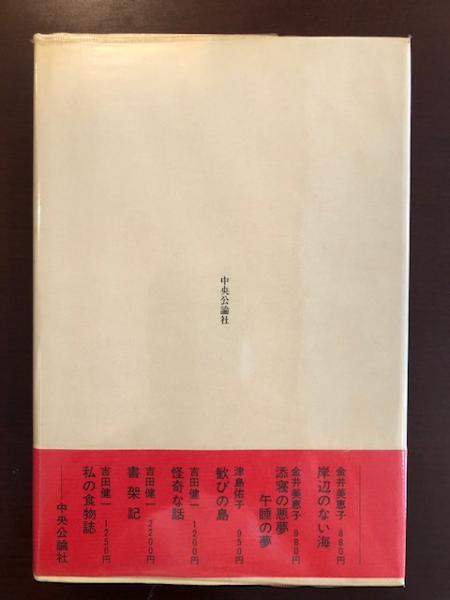 中央公論社
金井美恵子 880円
岸辺のない海
金井美恵子 980円
添寝の悪夢
午睡の夢
津島佑子 950円
歓びの島
吉田健一 1200円
怪奇な話
吉田健一 2200円
書架記
吉田健一 1250円
私の食物誌
中央公論社